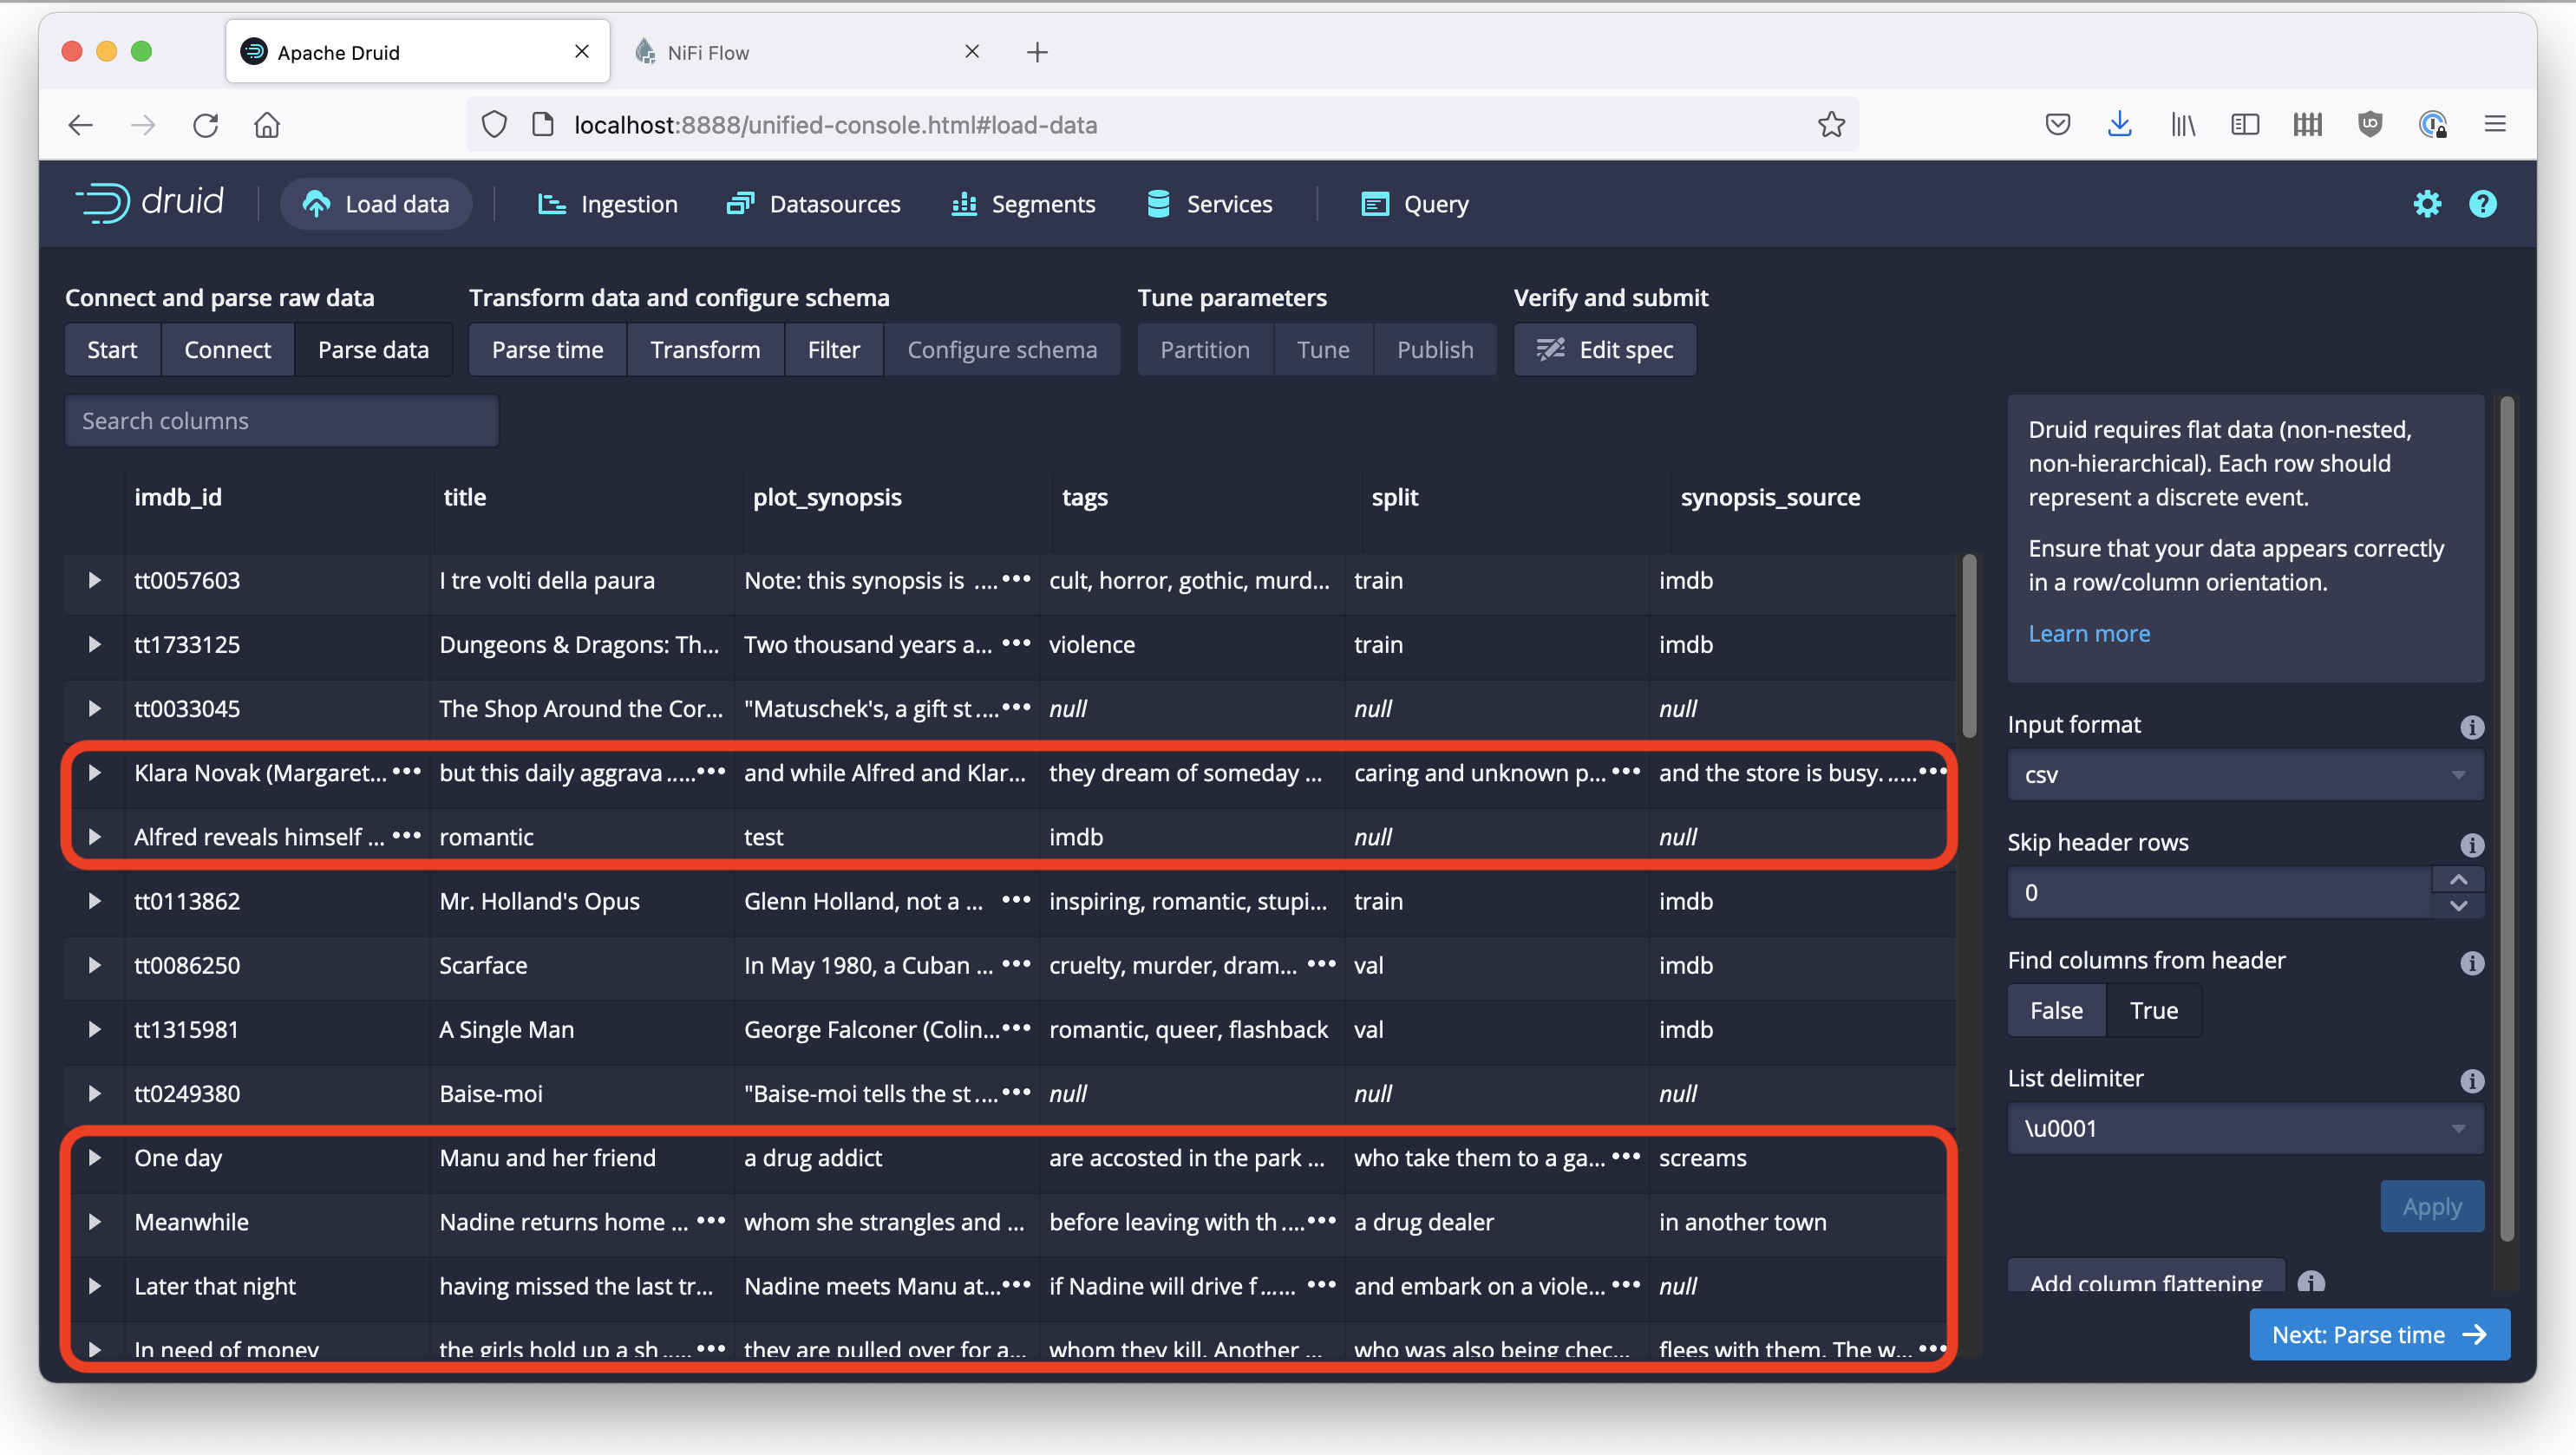 Apache Druid
NiFi Flow
localhost:8888/unified-console.html#load-data
druid
Load data
Ingestion
Datasources
Segments
Services
Query
Connect and parse raw data
Start
Connect
Parse data
Transform data and configure schema
Parse time
Transform
Filter
Configure schema
Tune parameters
Partition
Tune
Publish
Verify and submit
Edit spec
Search columns
imdb_id title plot_synopsis tags split synopsis_source
tt0057603 I tre volti della paura Note: this synopsis is ....••• cult, horror, gothic, murd... train imdb
tt1733125 Dungeons & Dragons: Th... Two thousand years a... ••• violence train imdb
tt0033045 The Shop Around the Cor... "Matuschek's, a gift st....••• null null null
Klara Novak (Margaret... ••• but this daily aggrava.....••• and while Alfred and Klar... they dream of someday ... caring and unknown p... ••• and the store is busy. .....•••
Alfred reveals himself ... ••• romantic test imdb null null
tt0113862 Mr. Holland's Opus Glenn Holland, not a ... ••• inspiring, romantic, stupi... train imdb
tt0086250 Scarface In May 1980, a Cuban ... ••• cruelty, murder, dram... ••• val imdb
tt1315981 A Single Man George Falconer (Colin...••• romantic, queer, flashback val imdb
tt0249380 Baise-moi "Baise-moi tells the st....••• null null null
One day Manu and her friend a drug addict are accosted in the park ... who take them to a ga... ••• screams
Meanwhile Nadine returns home ... ••• whom she strangles and ... before leaving with th....••• a drug dealer in another town
Later that night having missed the last tr... Nadine meets Manu at...••• if Nadine will drive f...... ••• and embark on a viole... ••• null
In need of money the girls hold up a sh..... ••• they are pulled over for a... whom they kill. Another ... who was also being chec... flees with them. The w... •••
Druid requires flat data (non-nested,
non-hierarchical). Each row should
represent a discrete event.
Ensure that your data appears correctly
in a row/column orientation.
Learn more
Input format
csv
Skip header rows
0
Find columns from header
False
True
List delimiter
\u0001
Apply
Add column flattening
Next: Parse time